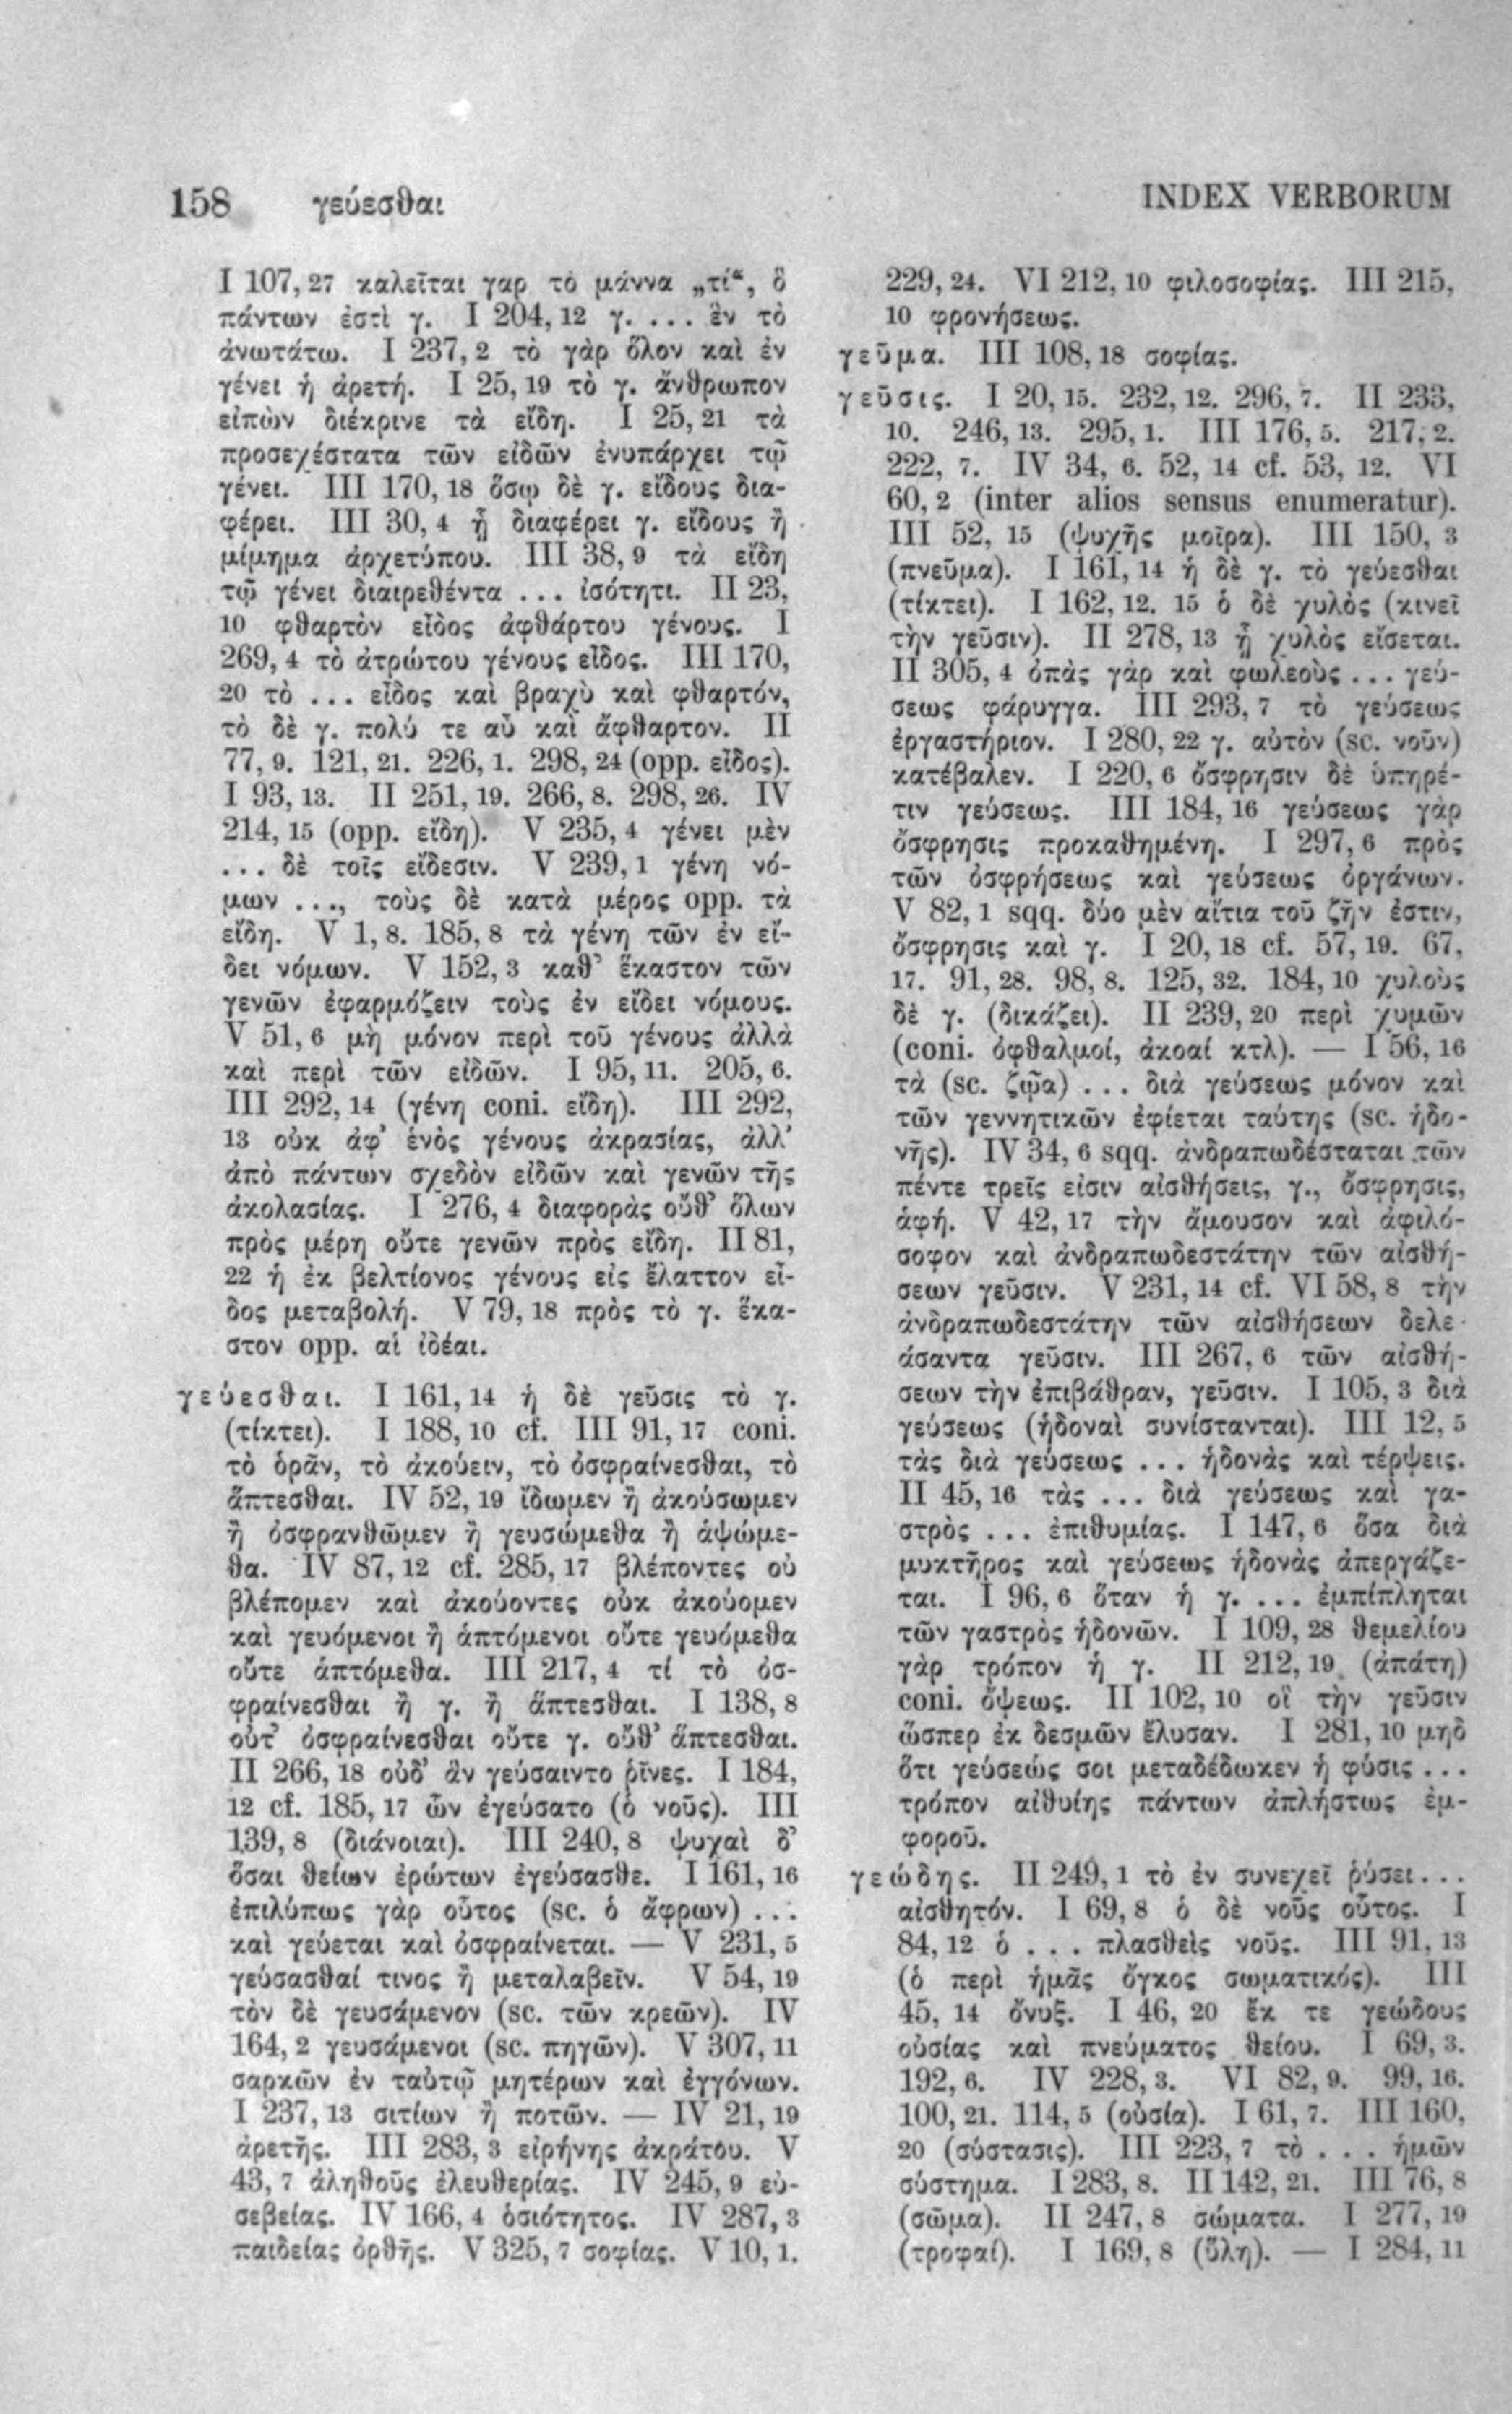 158 γεύεσθαι INDEX VERBORUM
I 107, 27 καλεῖται γαρ τὸ μάννα „τί“, ὃ
πάντων ἐστὶ γ. I 204, 12 γ. ... ἓν τὸ
ἀνωτάτω. I 237, 2 τὸ γὰρ ὅλον καὶ ἐν
γένει ἡ ἀρετή. I 25, 19 τὸ γ. ἄνθρωπον
εἰπὼν διέκρινε τὰ εἴδη. I 25, 21 τὰ
προσεχέστατα τῶν εἰδῶν ἐνυπάρχει τῷ
γένει. III 170, 18 ὅσῳ δὲ γ. εἴδους δια-
φέρει. III 30, 4 ᾗ διαφέρει γ. εἴδους ἢ
μίμημα ἀρχετύπου. III 38, 9 τὰ εἴδη
τῷ γένει διαιρεθέντα ... ἰσότητι. II 23,
10 φθαρτὸν εἶδος ἀφθάρτου γένους. I
269, 4 τὸ ἀτρώτου γένους εἶδος. III 170,
20 τὸ ... εἶδος καὶ βραχὺ καὶ φθαρτόν,
τὸ δὲ γ. πολύ τε αὖ καὶ ἄφθαρτον. II
77, 9. 121, 21. 226, 1. 298, 24 (opp. εἶδος).
I 93, 13. II 251, 19. 266, 8. 298, 26. IV
214, 15 (opp. εἴδη). V 235, 4 γένει μὲν
... δὲ τοῖς εἴδεσιν. V 239, 1 γένη νό-
μων ..., τοὺς δὲ κατὰ μέρος opp. τὰ
εἴδη. V 1, 8. 185, 8 τὰ γένη τῶν ἐν εἴ-
δει νόμων. V 152, 3 καθ’ ἕκαστον τῶν
γενῶν ἐφαρμόζειν τοὺς ἐν εἴδει νόμους.
V 51, 6 μὴ μόνον περὶ τοῦ γένους ἀλλὰ
καὶ περὶ τῶν εἰδῶν. I 95, 11. 205, 6.
III 292, 14 (γένη coni. εἴδη). III 292,
13 οὐκ ἀφ’ ἑνὸς γένους ἀκρασίας, ἀλλ’
ἀπὸ πάντων σχεδὸν εἰδῶν καὶ γενῶν τῆς
ἀκολασίας. I 276, 4 διαφορὰς οὔθ’ ὅλων
πρὸς μέρη οὔτε γενῶν πρὸς εἴδη. II 81,
22 ἡ ἐκ βελτίονος γένους εἰς ἔλαττον εἶ-
δος μεταβολή. V 79, 18 πρὸς τὸ γ. ἕκα-
στον opp. αἱ ἰδέαι.
γεύεσθαι. I 161, 14 ἡ δὲ γεῦσις τὸ γ.
(τίκτει). I 188, 10 cf. III 91, 17 coni.
τὸ ὁρᾶν, τὸ ἀκούειν, τὸ ὀσφραίνεσθαι, τὸ
ἅπτεσθαι. IV 52, 19 ἴδωμεν ἢ ἀκούσωμεν
ἢ ὀσφρανθῶμεν ἢ γευσώμεθα ἢ ἁψώμε-
θα. IV 87, 12 cf. 285, 17 βλέποντες οὐ
βλέπομεν καὶ ἀκούοντες οὐκ ἀκούομεν
καὶ γευόμενοι ἢ ἁπτόμενοι οὔτε γευόμεθα
οὔτε ἁπτόμεθα. III 217, 4 τί τὸ ὀσ-
φραίνεσθαι ἢ γ. ἢ ἅπτεσθαι. I 138, 8
οὐτ’ ὀσφραίνεσθαι οὔτε γ. οὔθ’ ἅπτεσθαι.
II 266, 18 οὐδ’ ἂν γεύσαιντο ῥῖνες. I 184,
12 cf. 185, 17 ὧν ἐγεύσατο (ὁ νοῦς). III
139, 8 (διάνοιαι). III 240, 8 ψυχαὶ δ’
ὅσαι θείων ἐρώτων ἐγεύσασθε. I 161, 16
ἐπιλύπως γὰρ οὗτος (sc. ὁ ἄφρων) ...
καὶ γεύεται καὶ ὀσφραίνεται. — V 231, 5
γεύσασθαί τινος ἢ μεταλαβεῖν. V 54, 19
τὸν δὲ γευσάμενον (sc. τῶν κρεῶν). IV
164, 2 γευσάμενοι (sc. πηγῶν). V 307, 11
σαρκῶν ἐν ταὐτῷ μητέρων καὶ ἐγγόνων.
I 237, 13 σιτίων ἢ ποτῶν. — IV 21, 19
ἀρετῆς. III 283, 3 εἰρήνης ἀκράτου. V
43, 7 ἀληθοῦς ἐλευθερίας. IV 245, 9 εὐ-
σεβείας. IV 166, 4 ὁσιότητος. IV 287, 3
παιδείας ὀρθῆς. V 325, 7 σοφίας. V 10, 1.
229, 24. VI 212, 10 φιλοσοφίας. III 215,
10 φρονήσεως.
γεῦμα. III 108, 18 σοφίας.
γεῦσις. I 20, 15. 232, 12. 296, 7. II 233,
10. 246, 13. 295, 1. III 176, 5. 217, 2.
222, 7. IV 34, 6. 52, 14 cf. 53, 12. VI
60, 2 (inter alios sensus enumeratur).
III 52, 15 (ψυχῆς μοῖρα). III 150, 3
(πνεῦμα). I 161, 14 ἡ δὲ γ. τὸ γεύεσθαι
(τίκτει). I 162, 12. 15 ὁ δὲ χυλὸς (κινεῖ
τὴν γεῦσιν). II 278, 13 ᾗ χυλὸς εἴσεται.
II 305, 4 ὀπὰς γὰρ καὶ φωλεοὺς ... γεύ-
σεως φάρυγγα. III 293, 7 τὸ γεύσεως
ἐργαστήριον. I 280, 22 γ. αὐτὸν (sc. νοῦν)
κατέβαλεν. I 220, 6 ὄσφρησιν δὲ ὑπηρέ-
τιν γεύσεως. III 184, 16 γεύσεως γὰρ
ὄσφρησις προκαθημένη. I 297, 6 πρὸς
τῶν ὀσφρήσεως καὶ γεύσεως ὀργάνων.
V 82, 1 sqq. δύο μὲν αἴτια τοῦ ζῆν ἐστιν,
ὄσφρησις καὶ γ. I 20, 18 cf. 57, 19. 67,
17. 91, 28. 98, 8. 125, 32. 184, 10 χυλοὺς
δὲ γ. (δικάζει). II 239, 20 περὶ χυμῶν
(coni. ὀφθαλμοί, ἀκοαί κτλ). — I 56, 16
τὰ (sc. ζῷα) ... διὰ γεύσεως μόνον καὶ
τῶν γεννητικῶν ἐφίεται ταύτης (sc. ἡδο-
νῆς). IV 34, 6 sqq. ἀνδραπωδέσταται τῶν
πέντε τρεῖς εἰσιν αἰσθήσεις, γ., ὄσφρησις,
ἁφή. V 42, 17 τὴν ἄμουσον καὶ ἀφιλό-
σοφον καὶ ἀνδραπωδεστάτην τῶν αἰσθή-
σεων γεῦσιν. V 231, 14 cf. VI 58, 8 τὴν
ἀνδραπωδεστάτην τῶν αἰσθήσεων δελε-
άσαντα γεῦσιν. III 267, 6 τῶν αἰσθή-
σεων τὴν ἐπιβάθραν, γεῦσιν. I 105, 3 διὰ
γεύσεως (ἡδοναὶ συνίστανται). III 12, 5
τὰς διὰ γεύσεως ... ἡδονὰς καὶ τέρψεις.
II 45, 16 τὰς ... διὰ γεύσεως καὶ γα-
στρὸς ... ἐπιθυμίας. I 147, 6 ὅσα διὰ
μυκτῆρος καὶ γεύσεως ἡδονὰς ἀπεργάζε-
ται. I 96, 6 ὅταν ἡ γ. ... ἐμπίπληται
τῶν γαστρὸς ἡδονῶν. I 109, 28 θεμελίου
γὰρ τρόπον ἡ γ. II 212, 19 (ἀπάτη)
coni. ὄψεως. II 102, 10 οἳ τὴν γεῦσιν
ὥσπερ ἐκ δεσμῶν ἔλυσαν. I 281, 10 μηδ
ὅτι γεύσεώς σοι μεταδέδωκεν ἡ φύσις ...
τρόπον αἰθυίης πάντων ἀπλήστως ἐμ-
φοροῦ.
γεώδης. II 249, 1 τὸ ἐν συνεχεῖ ῥύσει ...
αἰσθητόν. I 69, 8 ὁ δὲ νοῦς οὗτος. I
84, 12 ὁ ... πλασθεὶς νοῦς. III 91, 13
(ὁ περὶ ἡμᾶς ὄγκος σωματικός). III
45, 14 ὄνυξ. I 46, 20 ἔκ τε γεώδους
οὐσίας καὶ πνεύματος θείου. I 69, 3.
192, 6. IV 228, 3. VI 82, 9. 99, 16.
100, 21. 114, 5 (οὐσία). I 61, 7. III 160,
20 (σύστασις). III 223, 7 τὸ ... ἡμῶν
σύστημα. I 283, 8. II 142, 21. III 76, 8
(σῶμα). II 247, 8 σώματα. I 277, 19
(τροφαί). I 169, 8 (ὕλη). — I 284, 11